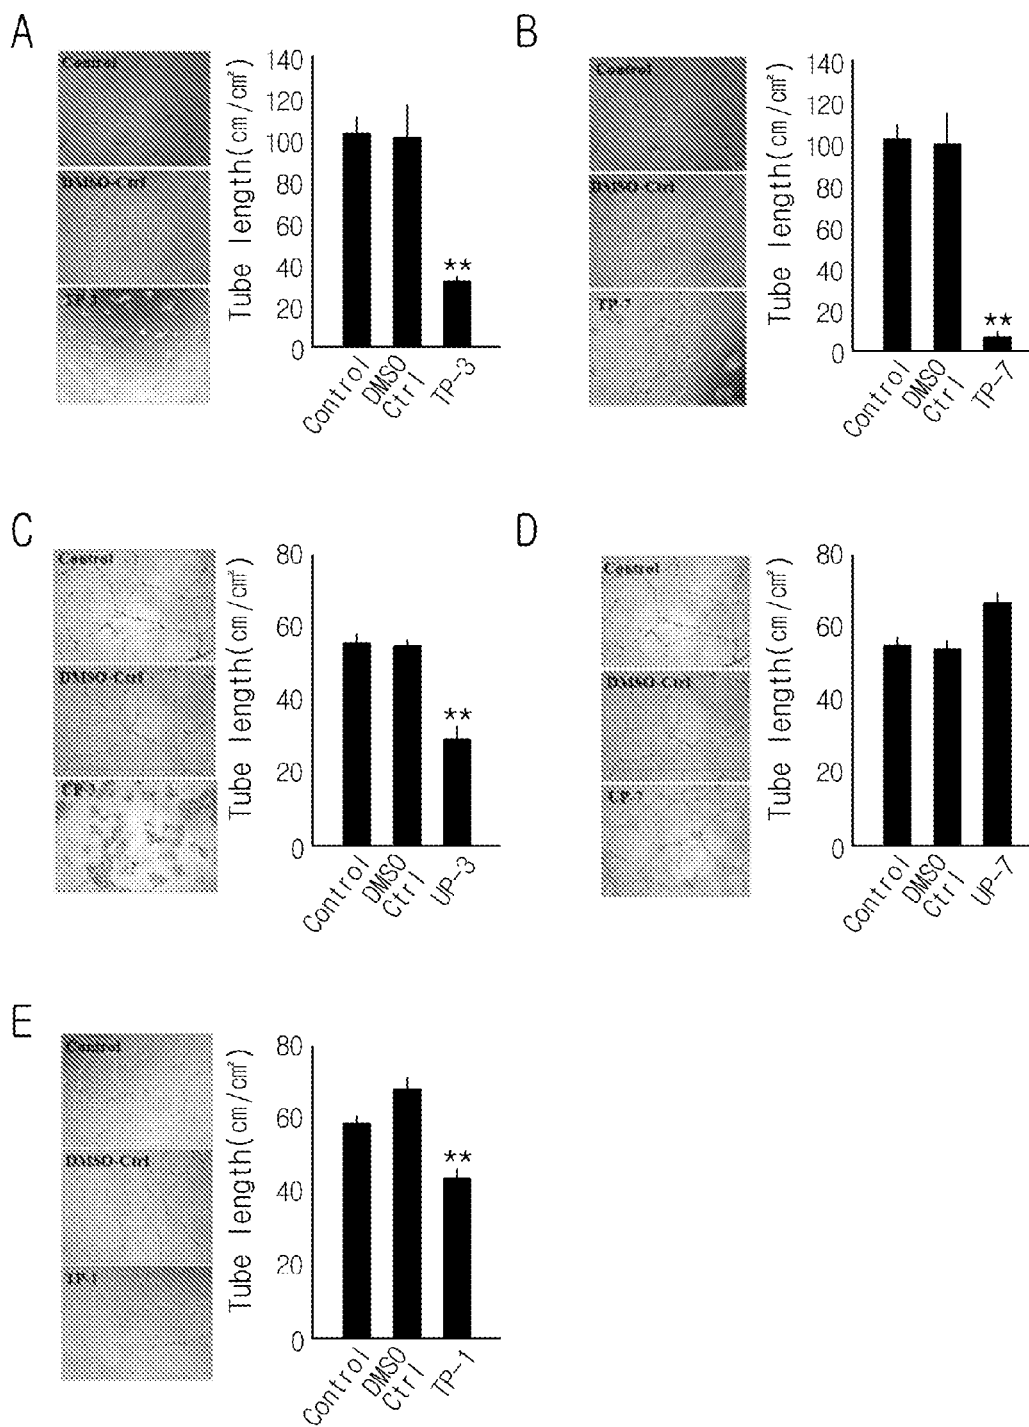 A
Control
DMSO-Ctrl
Tube length(cm/cm²)
140
120
100
80
60
40
20
0
**
Control
DMSO
Ctrl
TP-3
B
Control
DMSO-Ctrl
TP-7
Tube length(cm/cm²)
140
120
100
80
60
40
20
0
**
Control
DMSO
Ctrl
TP-7
C
Control
DMSO-Ctrl
Tube length(cm/cm²)
80
60
40
20
0
**
Control
DMSO
Ctrl
UP-3
D
Control
DMSO-Ctrl
UP-7
Tube length(cm/cm²)
80
60
40
20
0
Control
DMSO
Ctrl
UP-7
E
Control
DMSO-Ctrl
TP-1
Tube length(cm/cm²)
80
60
40
20
0
**
Control
DMSO
Ctrl
TP-1